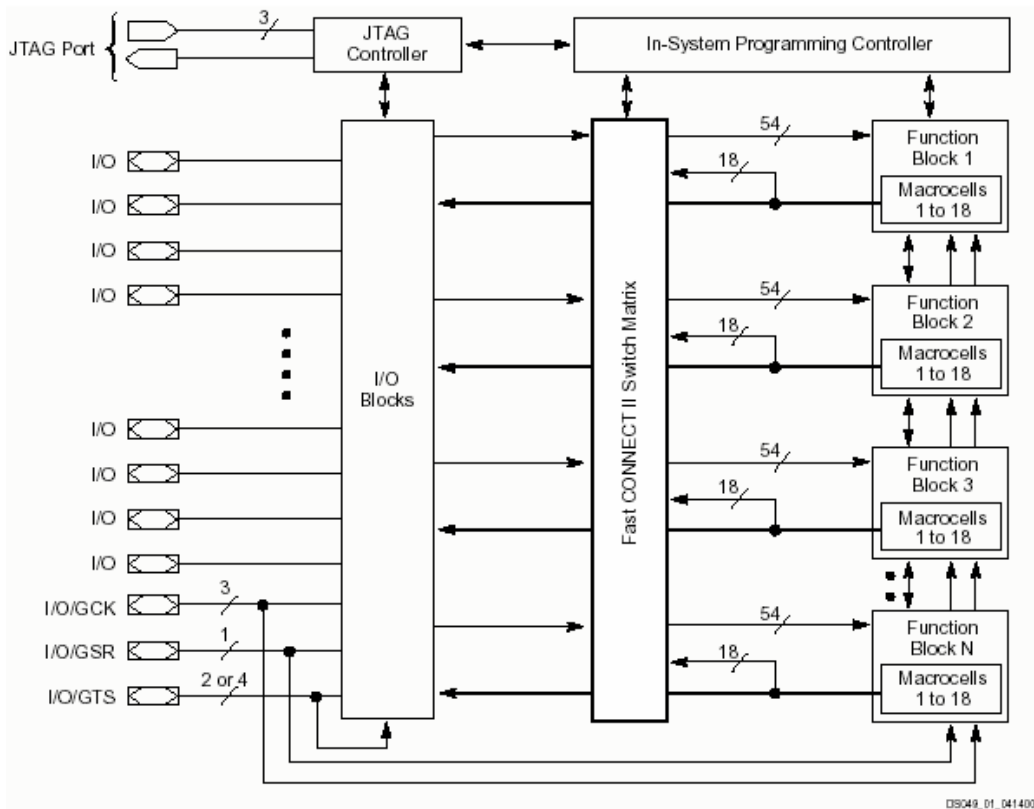 JTAG Port
3
JTAG
Controller
In-System Programming Controller
I/O
I/O
I/O
I/O
I/O
I/O
I/O
I/O
I/O/GCK
3
I/O/GSR
1
I/O/GTS
2 or 4
I/O
Blocks
Fast CONNECT II Switch Matrix
54
18
Function
Block 1
Macrocells
1 to 18
54
18
Function
Block 2
Macrocells
1 to 18
54
18
Function
Block 3
Macrocells
1 to 18
54
18
Function
Block N
Macrocells
1 to 18
DS049_01_041400